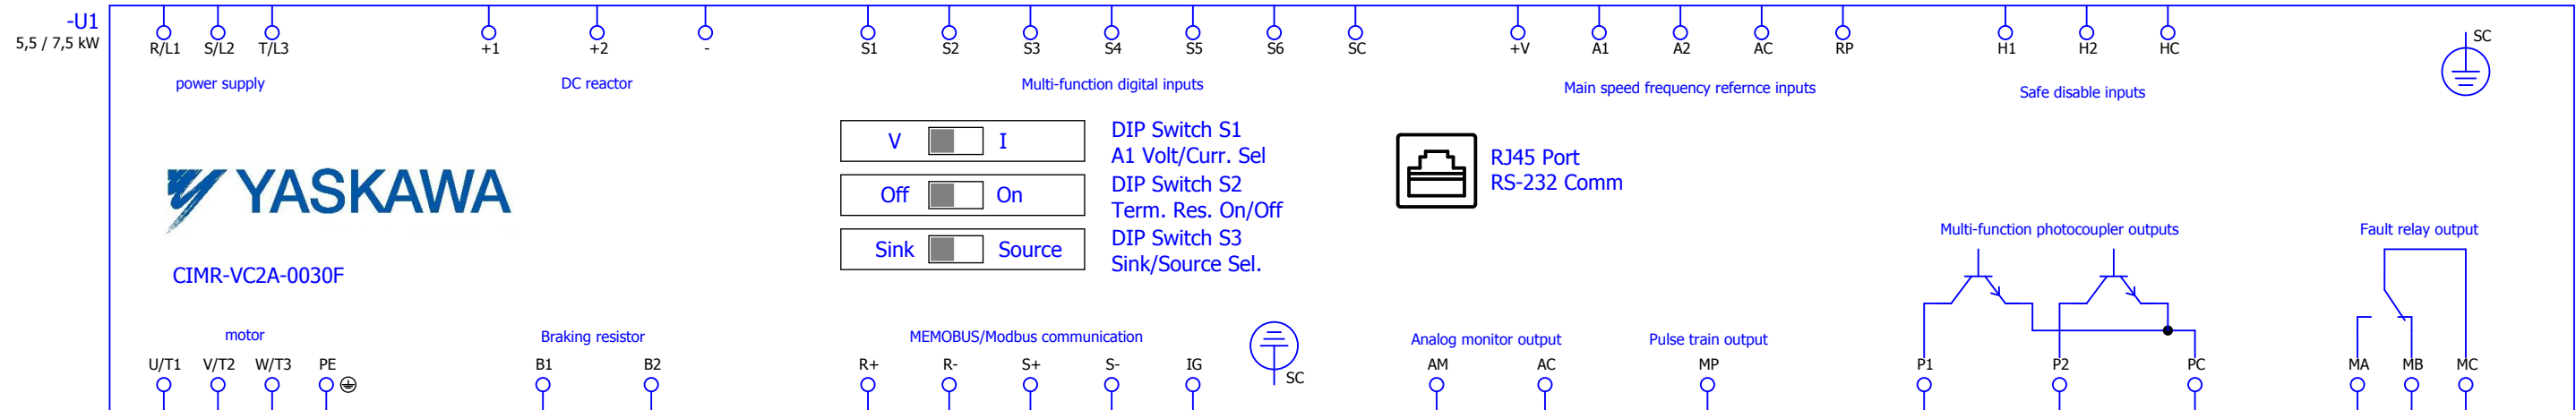 -U1
5,5 / 7,5 kW
R/L1 S/L2 T/L3 +1 +2 - S1 S2 S3 S4 S5 S6 SC +V A1 A2 AC RP H1 H2 HC SC
power supply DC reactor Multi-function digital inputs Main speed frequency refernce inputs Safe disable inputs
V I DIP Switch S1
A1 Volt/Curr. Sel
RJ45 Port
RS-232 Comm
YASKAWA
Off On DIP Switch S2
Term. Res. On/Off
Sink Source DIP Switch S3
Sink/Source Sel.
CIMR-VC2A-0030F
Multi-function photocoupler outputs Fault relay output
motor Braking resistor MEMOBUS/Modbus communication Analog monitor output Pulse train output
U/T1 V/T2 W/T3 PE B1 B2 R+ R- S+ S- IG SC AM AC MP P1 P2 PC MA MB MC